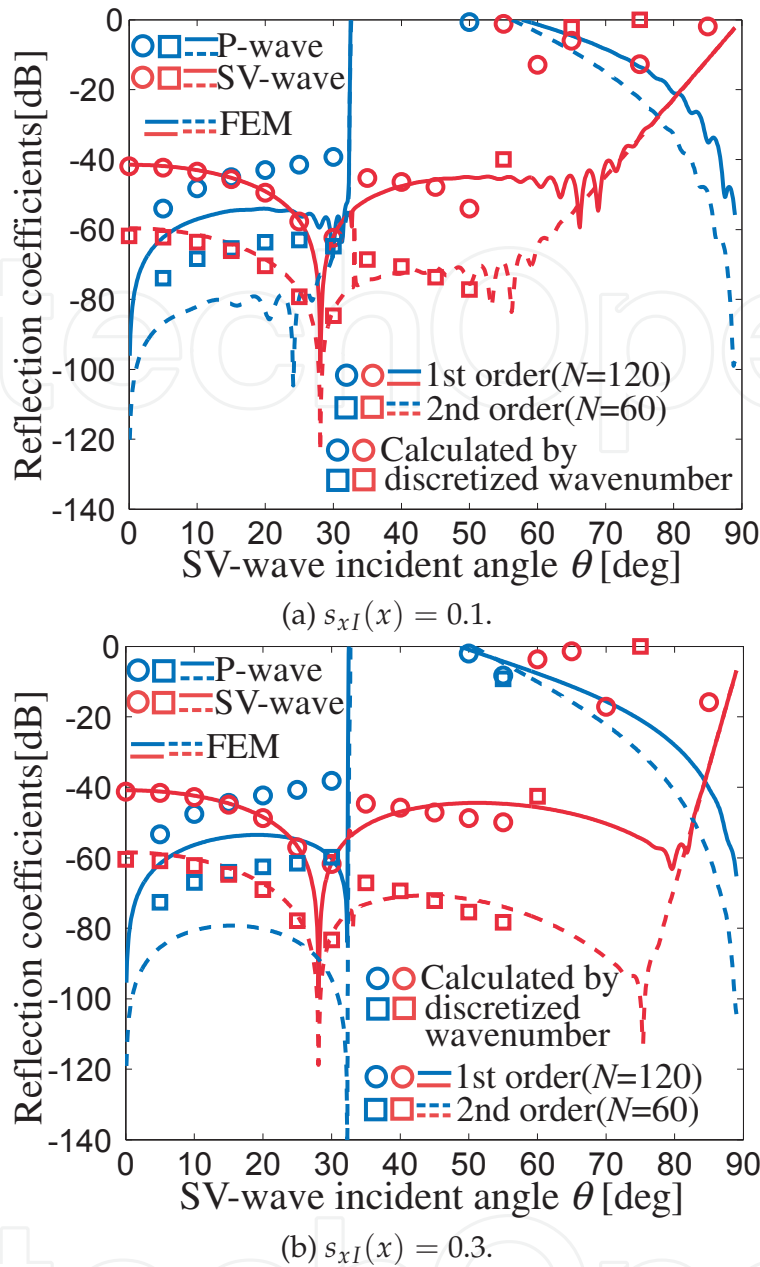 Reflection coefficients[dB]
0
-20
-40
-60
-80
-100
-120
-140
P-wave
SV-wave
FEM
1st order(N=120)
2nd order(N=60)
Calculated by
discretized wavenumber
0 10 20 30 40 50 60 70 80 90
SV-wave incident angle θ [deg]
(a) s_{xI}(x) = 0.1.
Reflection coefficients[dB]
0
-20
-40
-60
-80
-100
-120
-140
P-wave
SV-wave
FEM
Calculated by
discretized
wavenumber
1st order(N=120)
2nd order(N=60)
0 10 20 30 40 50 60 70 80 90
SV-wave incident angle θ [deg]
(b) s_{xI}(x) = 0.3.